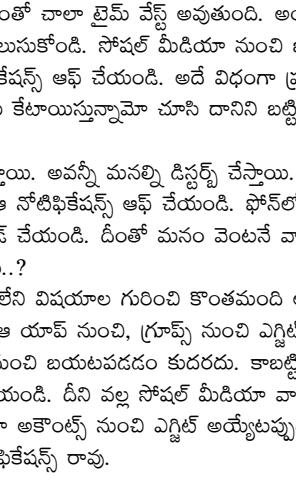 ంతో చాలా టైమ్ వేస్ట్ అవుతుంది. అం
లుసుకోండి. సోషల్ మీడియా నుంచి
కేషన్స్ ఆఫ్ చేయండి. అదే విధంగా
కేటాయిస్తున్నామో చూసి దానిని బట్టి
తాయి. అవన్నీ మనల్ని డిస్టర్బ్ చేస్తాయి.
ఆ నోటిఫికేషన్స్ ఆఫ్ చేయండి. ఫోన్‌లో
చేయండి. దీంతో మనం వెంటనే వా
..?
లేని విషయాల గురించి కొంతమంది
ఆ యాప్ నుంచి, గ్రూప్స్ నుంచి ఎగ్జిట్
నుంచి బయటపడడం కుదరదు. కాబట్టి
యండి. దీని వల్ల సోషల్ మీడియా వా
అకౌంట్స్ నుంచి ఎగ్జిట్ అయ్యేటప్పు
ఫికేషన్స్ రావు.